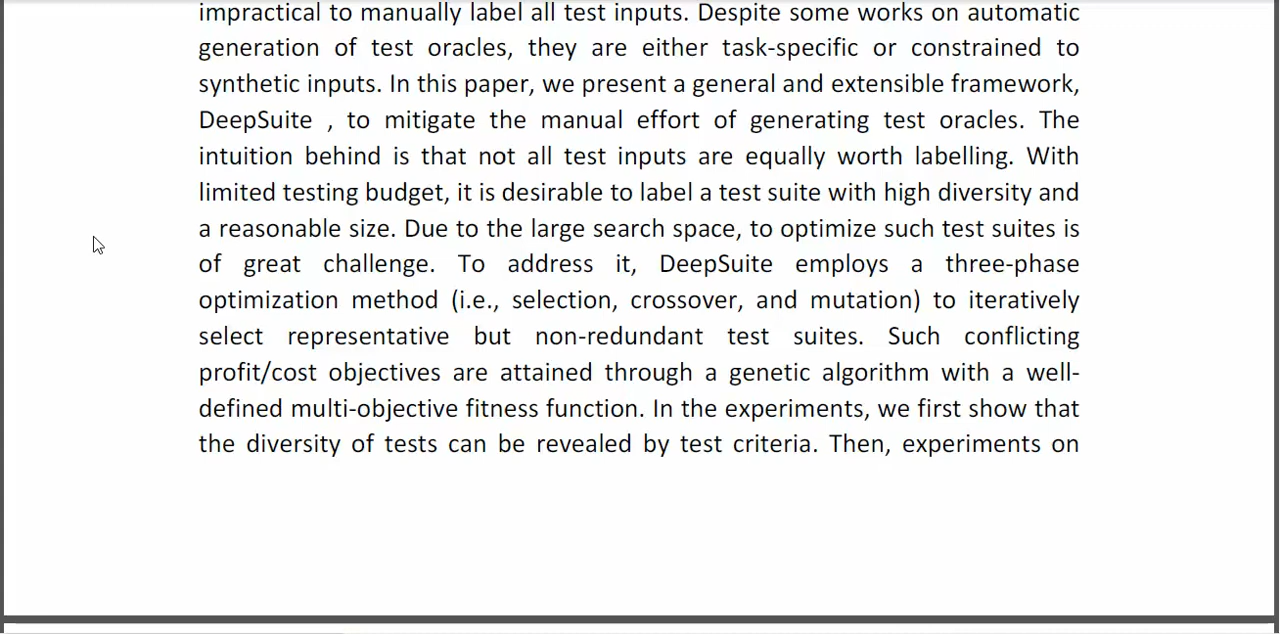 impractical to manually label all test inputs. Despite some works on automatic
generation of test oracles, they are either task-specific or constrained to
synthetic inputs. In this paper, we present a general and extensible framework,
DeepSuite , to mitigate the manual effort of generating test oracles. The
intuition behind is that not all test inputs are equally worth labelling. With
limited testing budget, it is desirable to label a test suite with high diversity and
a reasonable size. Due to the large search space, to optimize such test suites is
of great challenge. To address it, DeepSuite employs a three-phase
optimization method (i.e., selection, crossover, and mutation) to iteratively
select representative but non-redundant test suites. Such conflicting
profit/cost objectives are attained through a genetic algorithm with a well-
defined multi-objective fitness function. In the experiments, we first show that
the diversity of tests can be revealed by test criteria. Then, experiments on